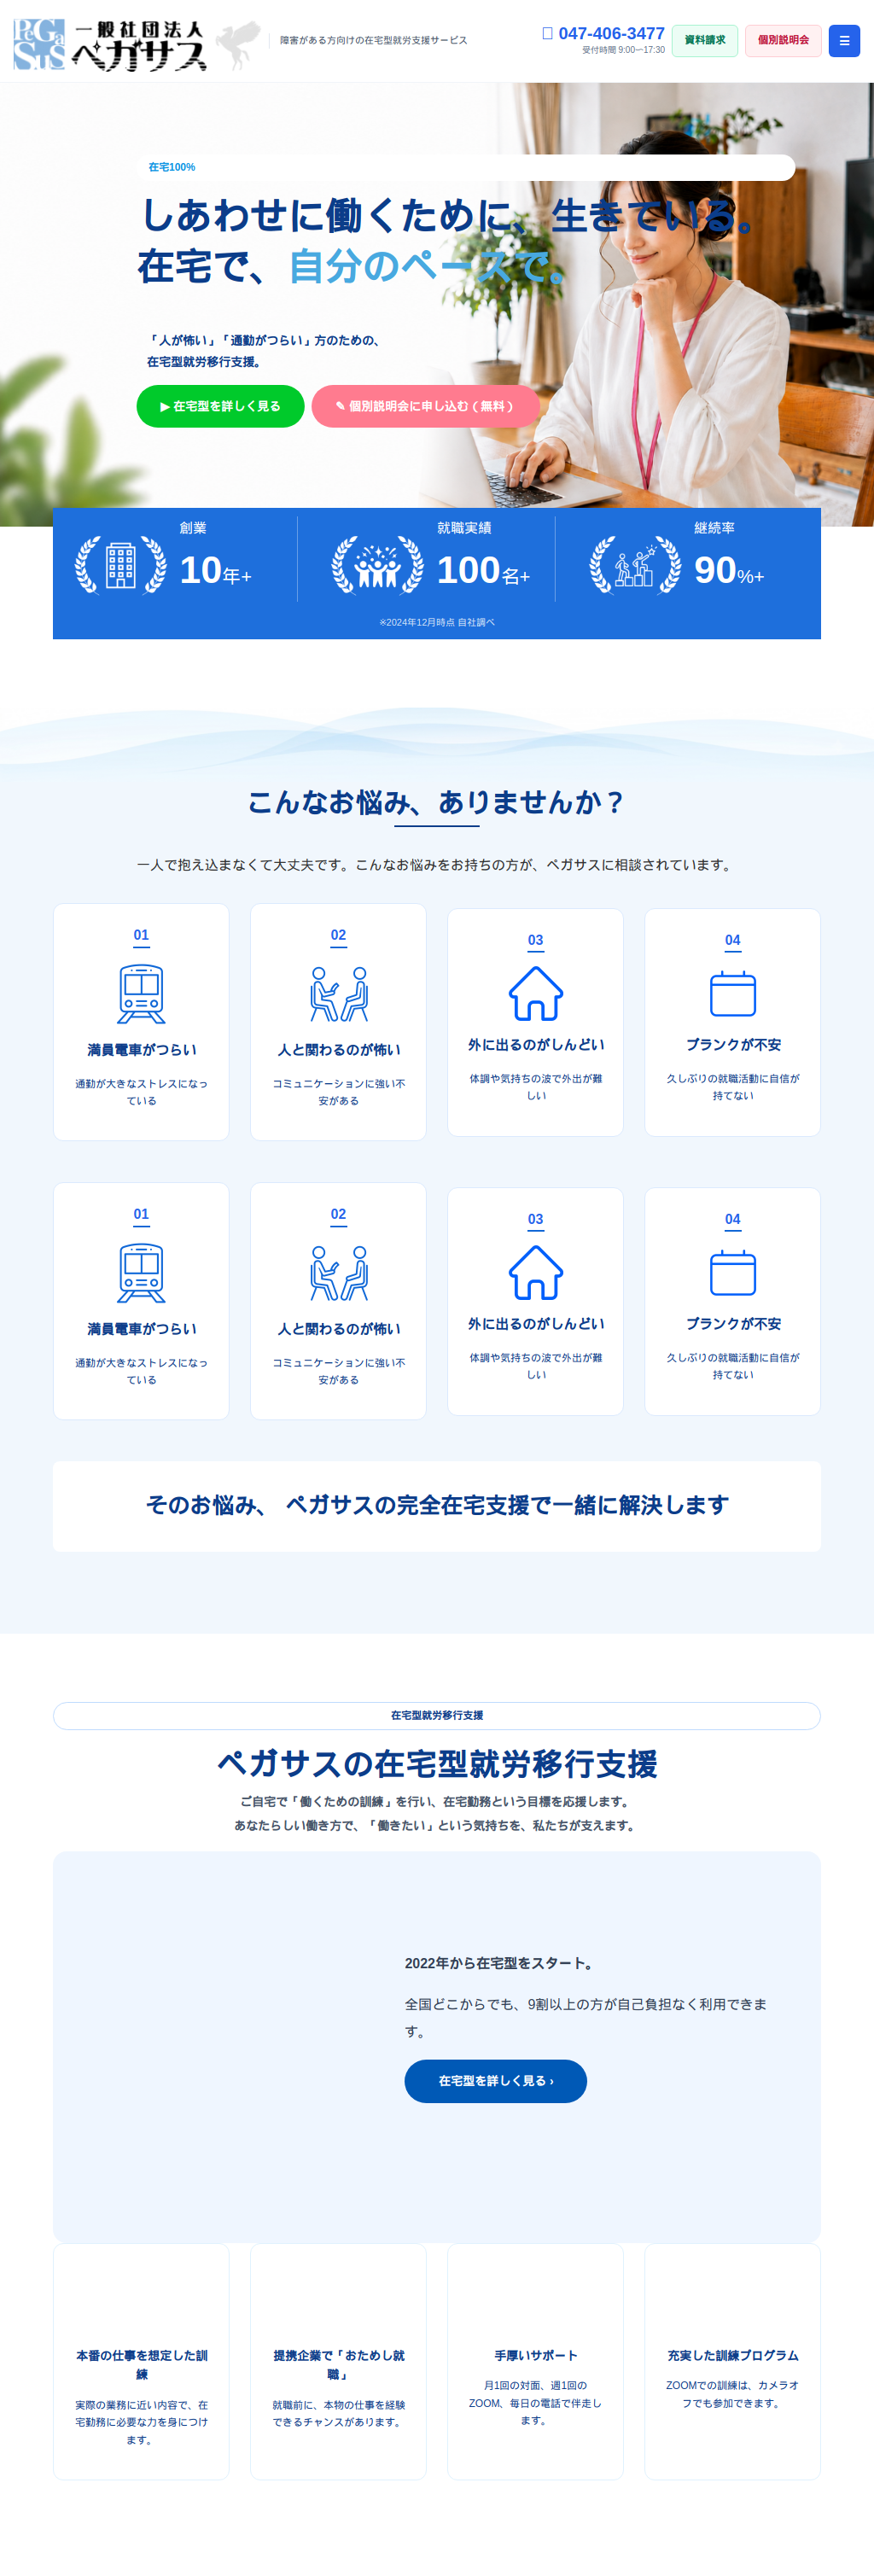 PeGaSuS
一般社団法人
ペガサス
障害がある方向けの在宅型就労支援サービス
047-406-3477
受付時間 9:00〜17:30
資料請求
個別説明会
☰
在宅100%
しあわせに働くために、生きている。
在宅で、自分のペースで。
「人が怖い」「通勤がつらい」方のための、
在宅型就労移行支援。
▶ 在宅型を詳しく見る
✎ 個別説明会に申し込む（無料）
創業
10年+
就職実績
100名+
継続率
90%+
※2024年12月時点 自社調べ
こんなお悩み、ありませんか？
一人で抱え込まなくて大丈夫です。こんなお悩みをお持ちの方が、ペガサスに相談されています。
01
満員電車がつらい
通勤が大きなストレスになっ
ている
02
人と関わるのが怖い
コミュニケーションに強い不
安がある
03
外に出るのがしんどい
体調や気持ちの波で外出が難
しい
04
ブランクが不安
久しぶりの就職活動に自信が
持てない
01
満員電車がつらい
通勤が大きなストレスになっ
ている
02
人と関わるのが怖い
コミュニケーションに強い不
安がある
03
外に出るのがしんどい
体調や気持ちの波で外出が難
しい
04
ブランクが不安
久しぶりの就職活動に自信が
持てない
そのお悩み、 ペガサスの完全在宅支援で一緒に解決します
在宅型就労移行支援
ペガサスの在宅型就労移行支援
ご自宅で「働くための訓練」を行い、在宅勤務という目標を応援します。
あなたらしい働き方で、「働きたい」という気持ちを、私たちが支えます。
2022年から在宅型をスタート。
全国どこからでも、9割以上の方が自己負担なく利用できま
す。
在宅型を詳しく見る ›
本番の仕事を想定した訓
練
実際の業務に近い内容で、在
宅勤務に必要な力を身につけ
ます。
提携企業で「おためし就
職」
就職前に、本物の仕事を経験
できるチャンスがあります。
手厚いサポート
月1回の対面、週1回の
ZOOM、毎日の電話で伴走し
ます。
充実した訓練プログラム
ZOOMでの訓練は、カメラオ
フでも参加できます。